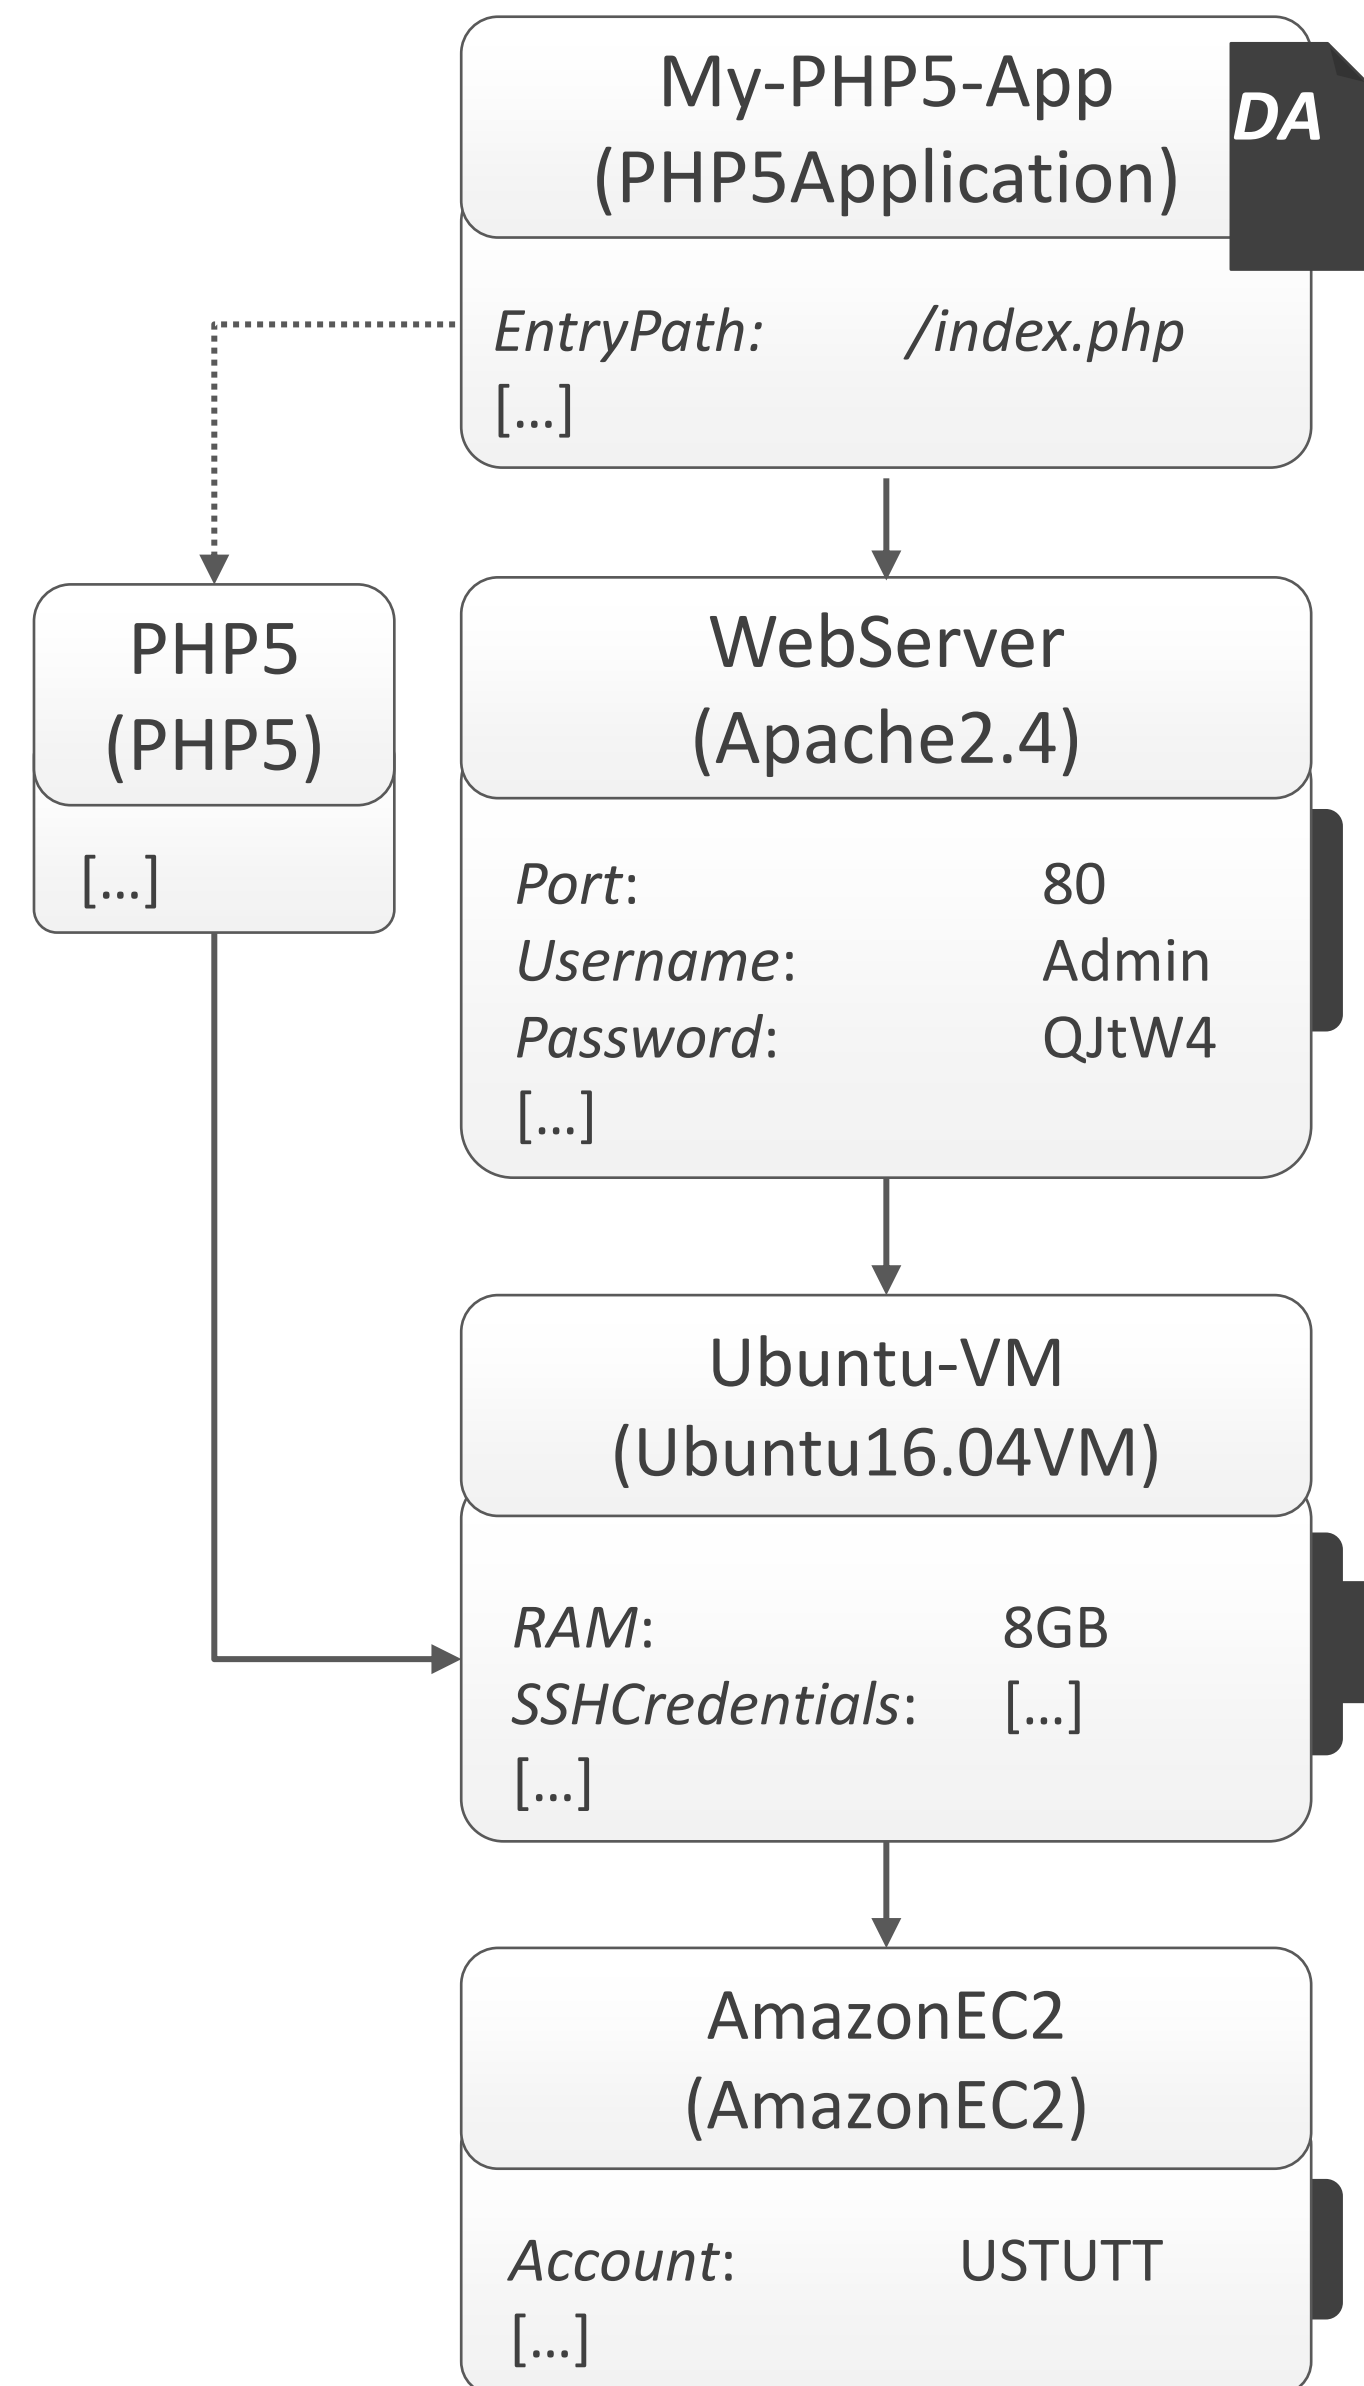 My-PHP5-App
(PHP5Application)
DA
EntryPath: /index.php
[...]
PHP5
(PHP5)
[...]
WebServer
(Apache2.4)
Port: 80
Username: Admin
Password: QJtW4
[...]
Ubuntu-VM
(Ubuntu16.04VM)
RAM: 8GB
SSHCredentials: [...]
[...]
AmazonEC2
(AmazonEC2)
Account: USTUTT
[...]